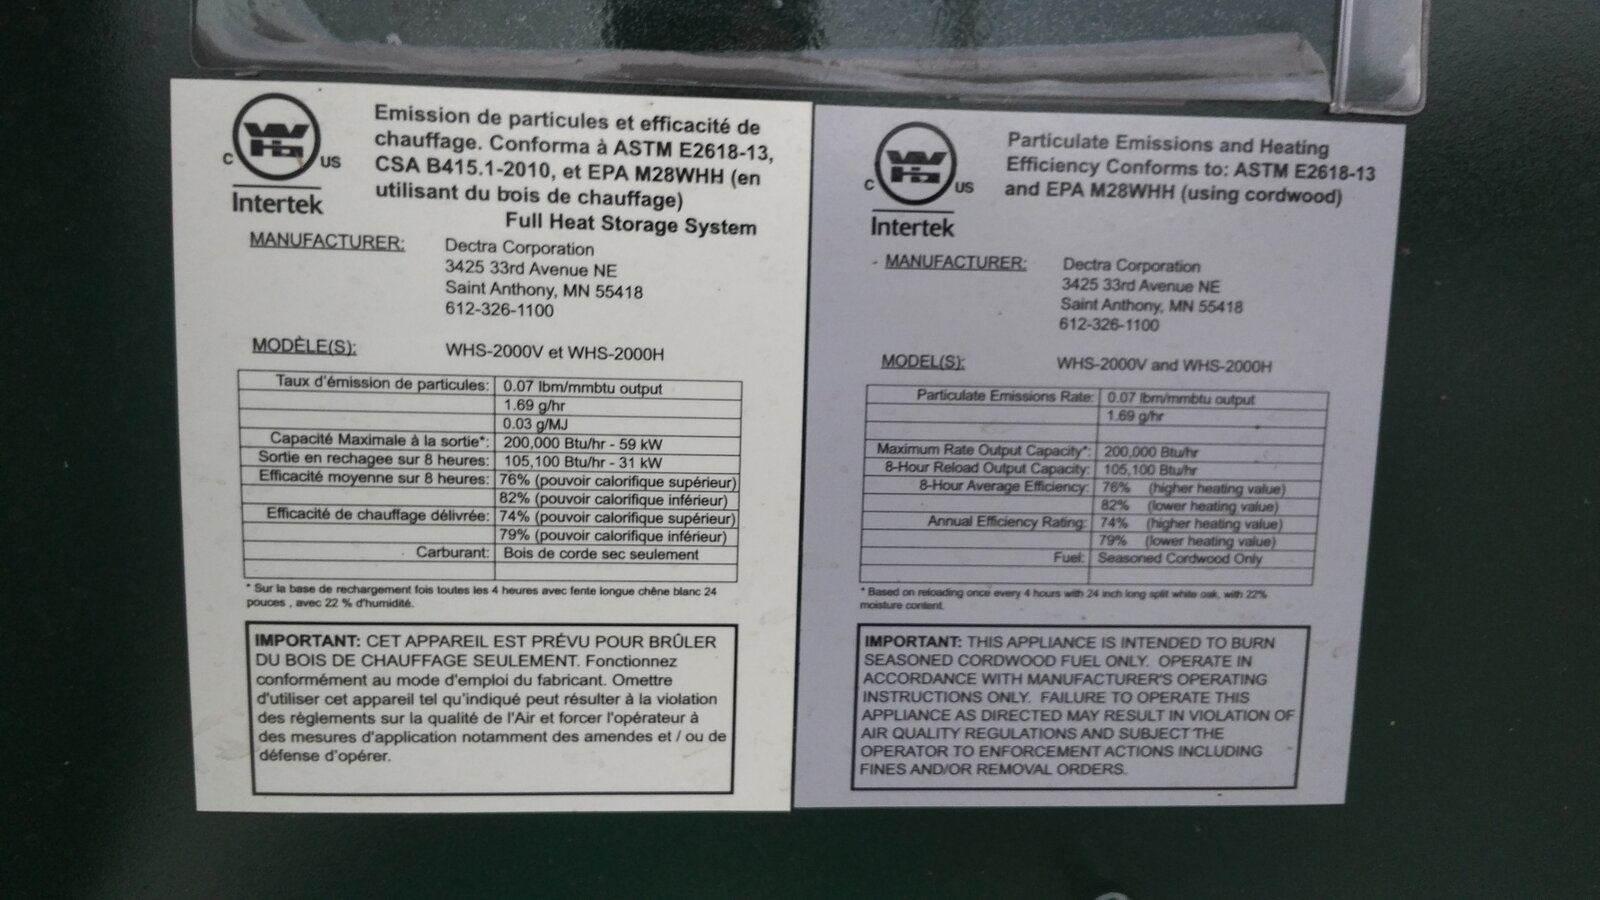 C US
Intertek
Emission de particules et efficacité de
chauffage. Conforma à ASTM E2618-13,
CSA B415.1-2010, et EPA M28WHH (en
utilisant du bois de chauffage)
Full Heat Storage System
MANUFACTURER: Dectra Corporation
3425 33rd Avenue NE
Saint Anthony, MN 55418
612-326-1100
MODÈLE(S): WHS-2000V et WHS-2000H
Taux d'émission de particules: 0.07 lbm/mmbtu output
1.69 g/hr
0.03 g/MJ
Capacité Maximale à la sortie*: 200,000 Btu/hr - 59 kW
Sortie en rechagee sur 8 heures: 105,100 Btu/hr - 31 kW
Efficacité moyenne sur 8 heures: 76% (pouvoir calorifique supérieur)
82% (pouvoir calorifique inférieur)
Efficacité de chauffage délivrée: 74% (pouvoir calorifique supérieur)
79% (pouvoir calorifique inférieur)
Carburant: Bois de corde sec seulement
* Sur la base de rechargement fois toutes les 4 heures avec fente longue chêne blanc 24
pouces , avec 22 % d'humidité.
IMPORTANT: CET APPAREIL EST PRÉVU POUR BRÛLER
DU BOIS DE CHAUFFAGE SEULEMENT. Fonctionnez
conformément au mode d'emploi du fabricant. Omettre
d'utiliser cet appareil tel qu'indiqué peut résulter à la violation
des règlements sur la qualité de l'Air et forcer l'opérateur à
des mesures d'application notamment des amendes et / ou de
défense d'opérer.
C US
Intertek
Particulate Emissions and Heating
Efficiency Conforms to: ASTM E2618-13
and EPA M28WHH (using cordwood)
MANUFACTURER: Dectra Corporation
3425 33rd Avenue NE
Saint Anthony, MN 55418
612-326-1100
MODEL(S): WHS-2000V and WHS-2000H
Particulate Emissions Rate: 0.07 lbm/mmbtu output
1.69 g/hr
Maximum Rate Output Capacity*: 200,000 Btu/hr
8-Hour Reload Output Capacity: 105,100 Btu/hr
8-Hour Average Efficiency: 76% (higher heating value)
82% (lower heating value)
Annual Efficiency Rating: 74% (higher heating value)
79% (lower heating value)
Fuel: Seasoned Cordwood Only
* Based on reloading once every 4 hours with 24 inch long split white oak, with 22%
moisture content.
IMPORTANT: THIS APPLIANCE IS INTENDED TO BURN
SEASONED CORDWOOD FUEL ONLY. OPERATE IN
ACCORDANCE WITH MANUFACTURER'S OPERATING
INSTRUCTIONS ONLY. FAILURE TO OPERATE THIS
APPLIANCE AS DIRECTED MAY RESULT IN VIOLATION OF
AIR QUALITY REGULATIONS AND SUBJECT THE
OPERATOR TO ENFORCEMENT ACTIONS INCLUDING
FINES AND/OR REMOVAL ORDERS.